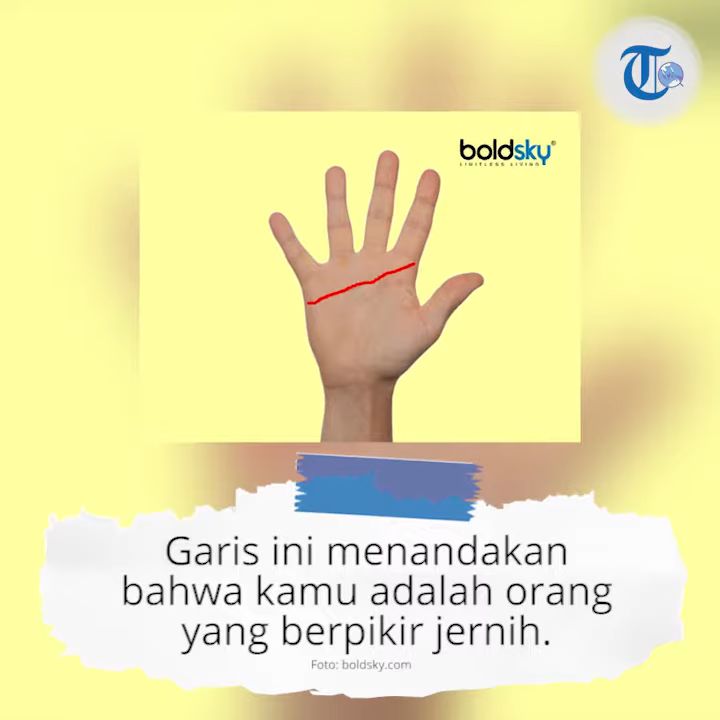 T
boldsky®
LIMITLESS LIVING
Garis ini menandakan
bahwa kamu adalah orang
yang berpikir jernih.
Foto: boldsky.com